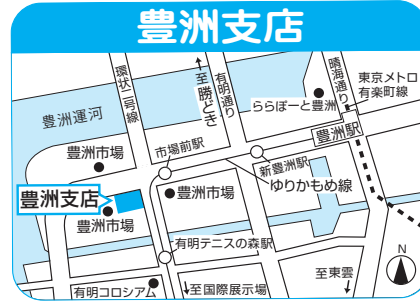 豊洲支店
環状二号線
至勝どき
有明通り
晴海通り
東京メトロ
有楽町線
ららぽーと豊洲
豊洲運河
豊洲駅
市場前駅
豊洲市場
新豊洲駅
ゆりかもめ線
豊洲支店
豊洲市場
豊洲市場
有明テニスの森駅
至東雲
有明コロシアム
至国際展示場
N